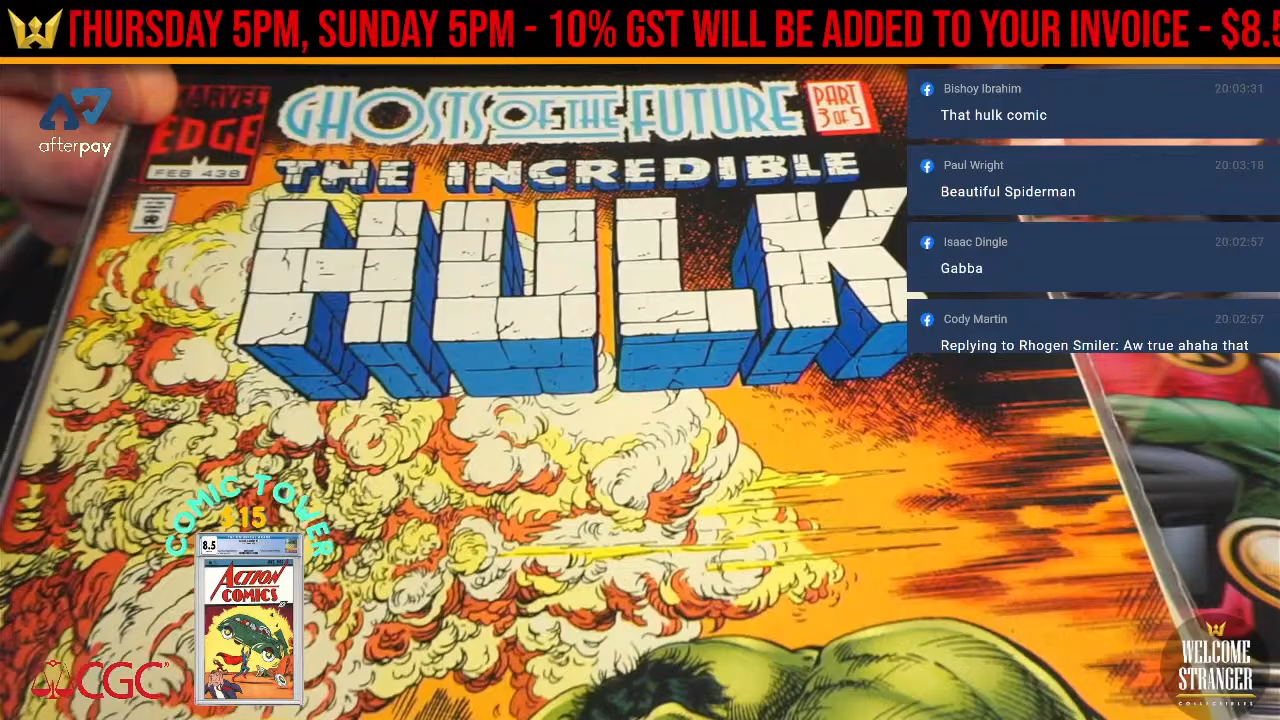 THURSDAY 5PM, SUNDAY 5PM - 10% GST WILL BE ADDED TO YOUR INVOICE - $8.5
afterpay
MARVEL
EDGE
FEB 438
GHOSTS OF THE FUTURE
PART
3 OF 5
THE INCREDIBLE
HULK
Bishoy Ibrahim 20:03:31
That hulk comic
Paul Wright 20:03:18
Beautiful Spiderman
Isaac Dingle 20:02:57
Gabba
Cody Martin 20:02:57
Replying to Rhogen Smiler: Aw true ahaha that
COMIC TOWER
$15
8.5
ACTION
COMICS
CGC
WELCOME
STRANGER
COLLECTIBLES